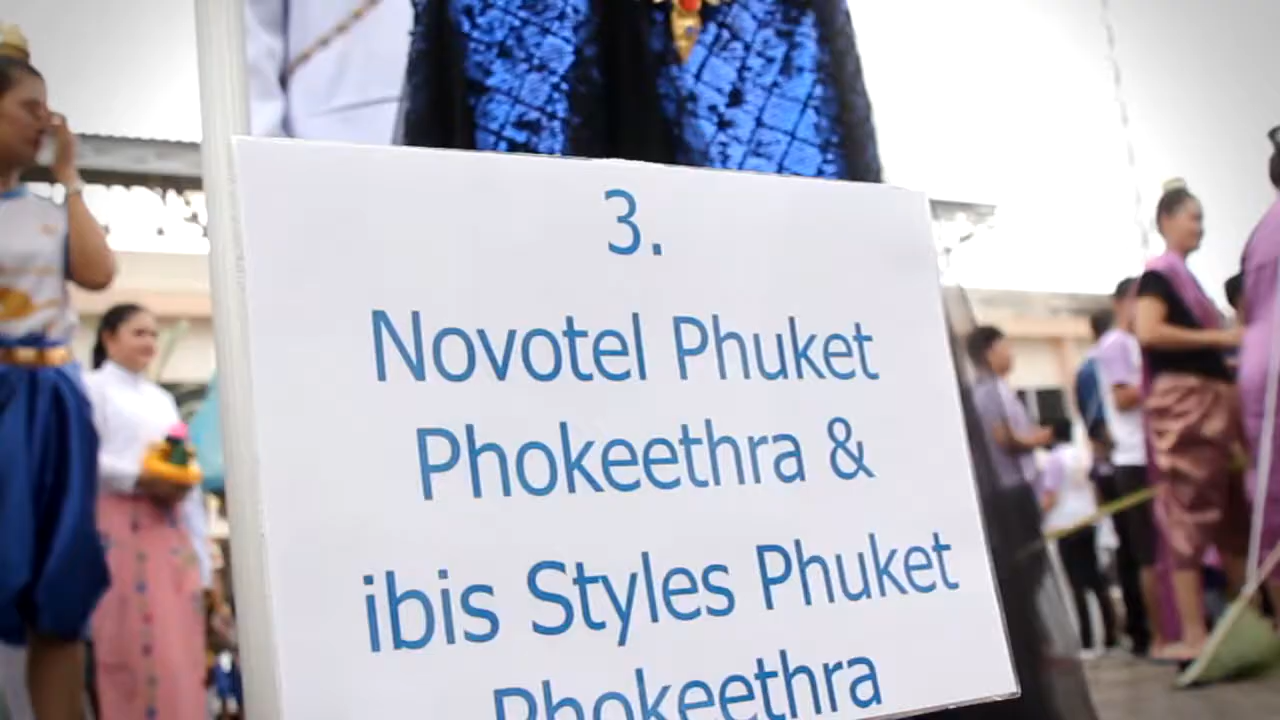 3.
Novotel Phuket
Phokeethra &
ibis Styles Phuket
Phokeethra